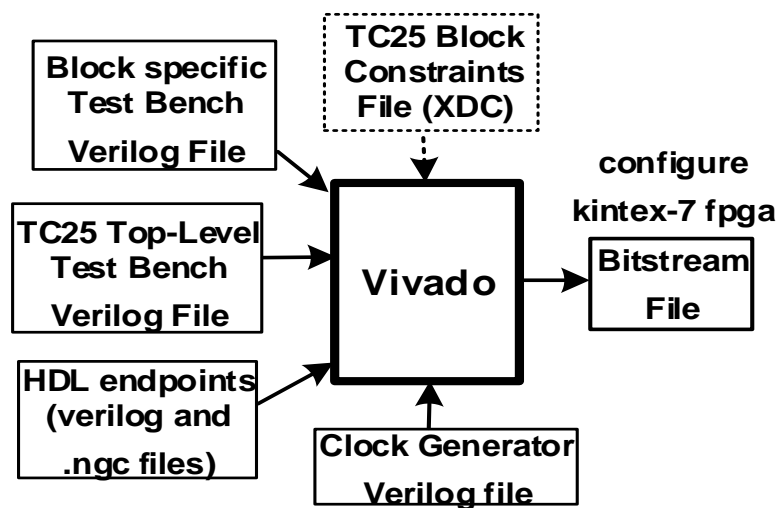 Block specific
Test Bench
Verilog File
TC25 Block
Constraints
File (XDC)
configure
kintex-7 fpga
TC25 Top-Level
Test Bench
Verilog File
Vivado
Bitstream
File
HDL endpoints
(verilog and
.ngc files)
Clock Generator
Verilog file